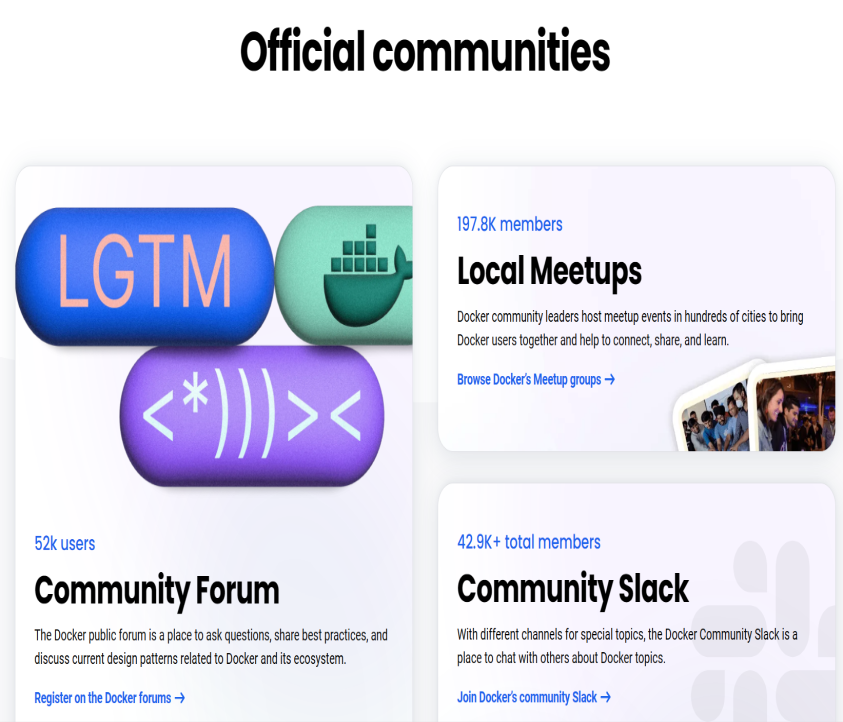 Official communities
LGTM
<*)))><
52k users
Community Forum
The Docker public forum is a place to ask questions, share best practices, and
discuss current design patterns related to Docker and its ecosystem.
Register on the Docker forums →
197.8K members
Local Meetups
Docker community leaders host meetup events in hundreds of cities to bring
Docker users together and help to connect, share, and learn.
Browse Docker's Meetup groups →
42.9K+ total members
Community Slack
With different channels for special topics, the Docker Community Slack is a
place to chat with others about Docker topics.
Join Docker's community Slack →